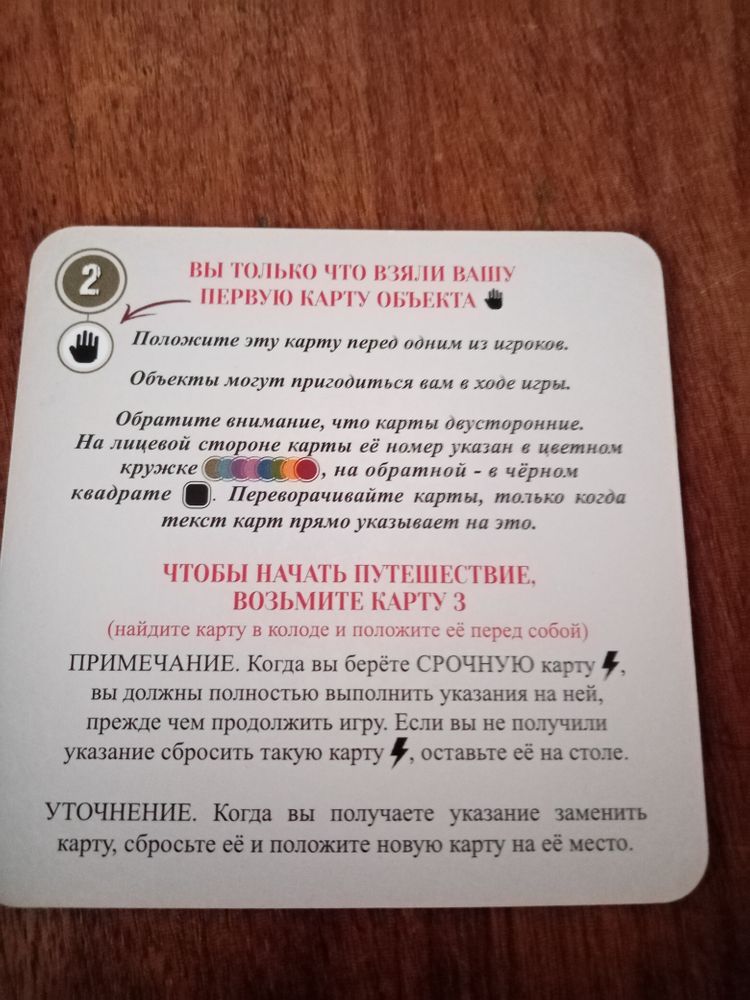 2
ВЫ ТОЛЬКО ЧТО ВЗЯЛИ ВАШУ
ПЕРВУЮ КАРТУ ОБЪЕКТА
Положите эту карту перед одним из игроков.
Объекты могут пригодиться вам в ходе игры.
Обратите внимание, что карты двусторонние.
На лицевой стороне карты её номер указан в цветном
кружке , на обратной - в чёрном
квадрате . Переворачивайте карты, только когда
текст карт прямо указывает на это.
ЧТОБЫ НАЧАТЬ ПУТЕШЕСТВИЕ,
ВОЗЬМИТЕ КАРТУ 3
(найдите карту в колоде и положите её перед собой)
ПРИМЕЧАНИЕ. Когда вы берёте СРОЧНУЮ карту ,
вы должны полностью выполнить указания на ней,
прежде чем продолжить игру. Если вы не получили
указание сбросить такую карту , оставьте её на столе.
УТОЧНЕНИЕ. Когда вы получаете указание заменить
карту, сбросьте её и положите новую карту на её место.